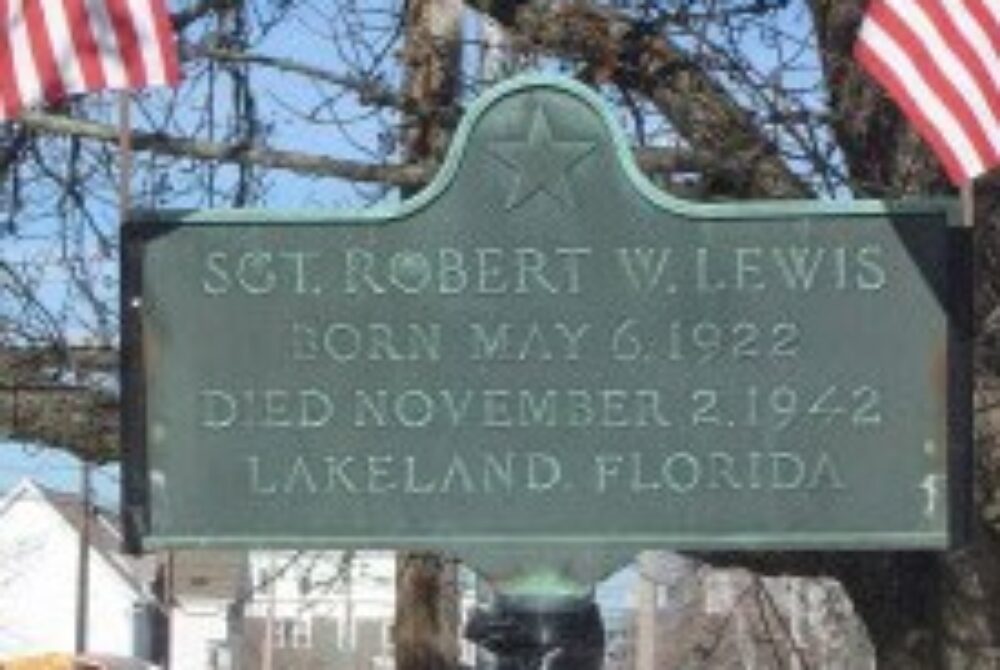 SGT. ROBERT W. LEWIS
BORN MAY 6, 1922
DIED NOVEMBER 2, 1942
LAKELAND, FLORIDA